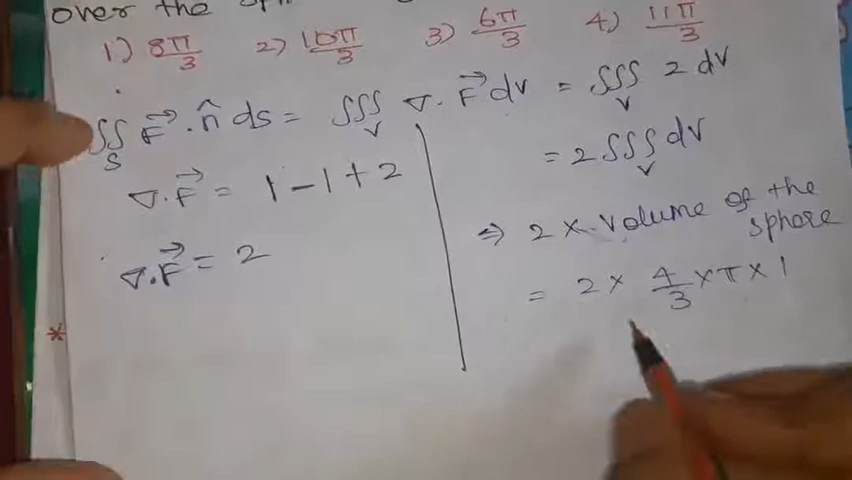 over the
1) 8π/3 2) 10π/3 3) 6π/3 4) 11π/3
∬_S F⃗ · n̂ ds = ∭_V ∇ · F⃗ dv = ∭_V 2 dv
= 2 ∭_V dv
∇ · F⃗ = 1 - 1 + 2
∇ · F⃗ = 2
⇒ 2 × volume of the sphere
= 2 × 4/3 × π × 1
*